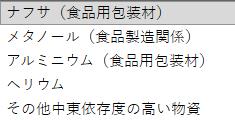 ナフサ（食品用包装材）
メタノール（食品製造関係）
アルミニウム（食品用包装材）
ヘリウム
その他中東依存度の高い物資